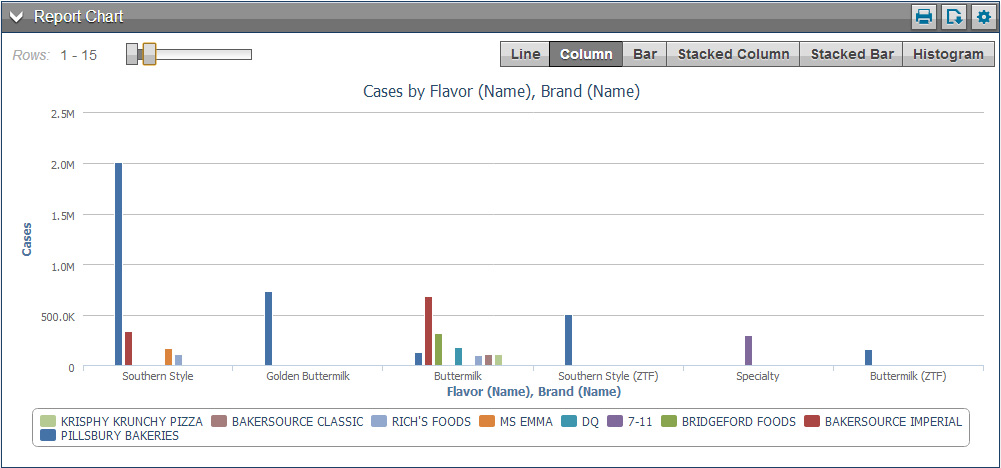 Report Chart
Rows: 1 - 15
Line Column Bar Stacked Column Stacked Bar Histogram
Cases by Flavor (Name), Brand (Name)
2.5M
2.0M
1.5M
1.0M
500.0K
0
Cases
Southern Style Golden Buttermilk Buttermilk Southern Style (ZTF) Specialty Buttermilk (ZTF)
Flavor (Name), Brand (Name)
KRISPHY KRUNCHY PIZZA BAKERSOURCE CLASSIC RICH'S FOODS MS EMMA DQ 7-11 BRIDGEFORD FOODS BAKERSOURCE IMPERIAL
PILLSBURY BAKERIES